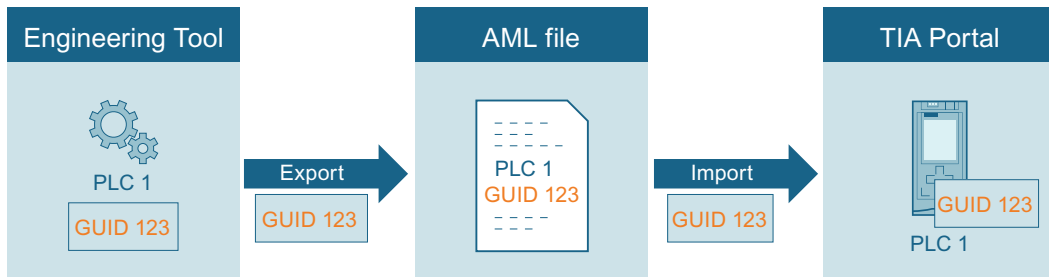 Engineering Tool
PLC 1
GUID 123
Export
GUID 123
AML file
PLC 1
GUID 123
Import
GUID 123
TIA Portal
GUID 123
PLC 1